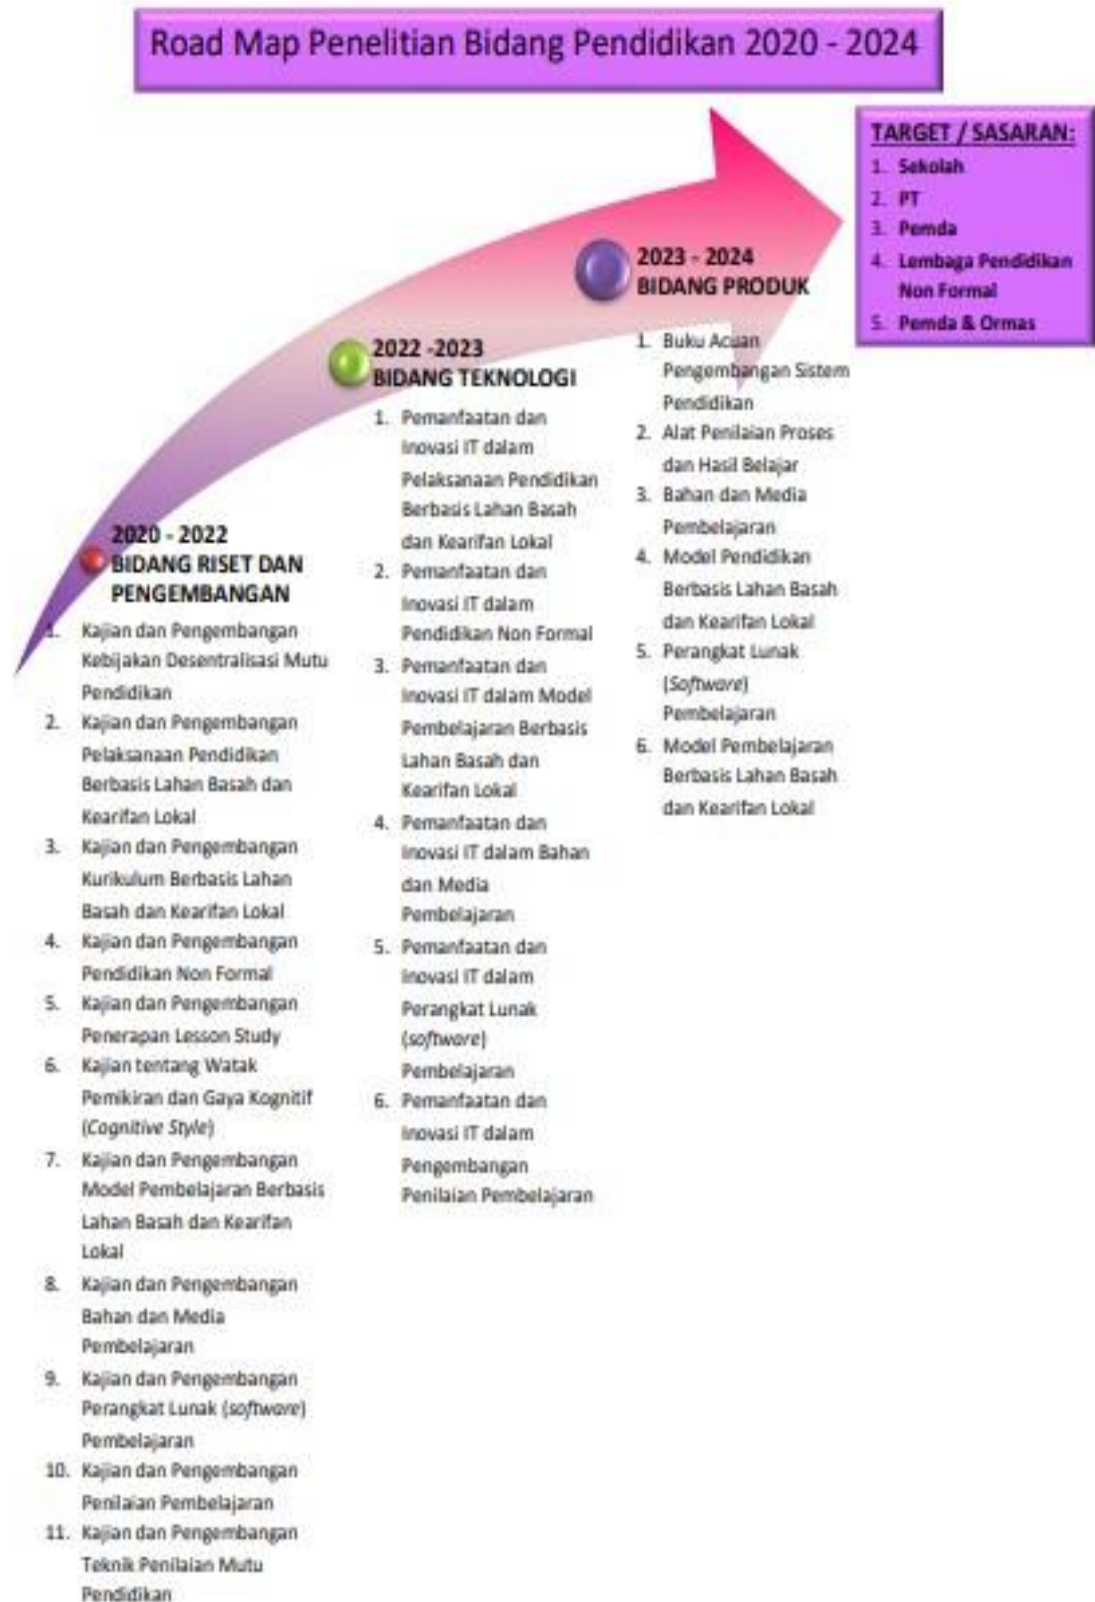 Road Map Penelitian Bidang Pendidikan 2020 - 2024
TARGET / SASARAN:
1. Sekolah
2. PT
3. Pemda
4. Lembaga Pendidikan
Non Formal
5. Pemda & Ormas
2020 - 2022
BIDANG RISET DAN
PENGEMBANGAN
1. Kajian dan Pengembangan
Kebijakan Desentralisasi Mutu
Pendidikan
2. Kajian dan Pengembangan
Pelaksanaan Pendidikan
Berbasis Lahan Basah dan
Kearifan Lokal
3. Kajian dan Pengembangan
Kurikulum Berbasis Lahan
Basah dan Kearifan Lokal
4. Kajian dan Pengembangan
Pendidikan Non Formal
5. Kajian dan Pengembangan
Penerapan Lesson Study
6. Kajian tentang Watak
Pemikiran dan Gaya Kognitif
(Cognitive Style)
7. Kajian dan Pengembangan
Model Pembelajaran Berbasis
Lahan Basah dan Kearifan
Lokal
8. Kajian dan Pengembangan
Bahan dan Media
Pembelajaran
9. Kajian dan Pengembangan
Perangkat Lunak (software)
Pembelajaran
10. Kajian dan Pengembangan
Penilaian Pembelajaran
11. Kajian dan Pengembangan
Teknik Penilaian Mutu
Pendidikan
2022 -2023
BIDANG TEKNOLOGI
1. Pemanfaatan dan
Inovasi IT dalam
Pelaksanaan Pendidikan
Berbasis Lahan Basah
dan Kearifan Lokal
2. Pemanfaatan dan
Inovasi IT dalam
Pendidikan Non Formal
3. Pemanfaatan dan
Inovasi IT dalam Model
Pembelajaran Berbasis
Lahan Basah dan
Kearifan Lokal
4. Pemanfaatan dan
Inovasi IT dalam Bahan
dan Media
Pembelajaran
5. Pemanfaatan dan
Inovasi IT dalam
Perangkat Lunak
(software)
Pembelajaran
6. Pemanfaatan dan
Inovasi IT dalam
Pengembangan
Penilaian Pembelajaran
2023 - 2024
BIDANG PRODUK
1. Buku Acuan
Pengembangan Sistem
Pendidikan
2. Alat Penilaian Proses
dan Hasil Belajar
3. Bahan dan Media
Pembelajaran
4. Model Pendidikan
Berbasis Lahan Basah
dan Kearifan Lokal
5. Perangkat Lunak
(Software)
Pembelajaran
6. Model Pembelajaran
Berbasis Lahan Basah
dan Kearifan Lokal